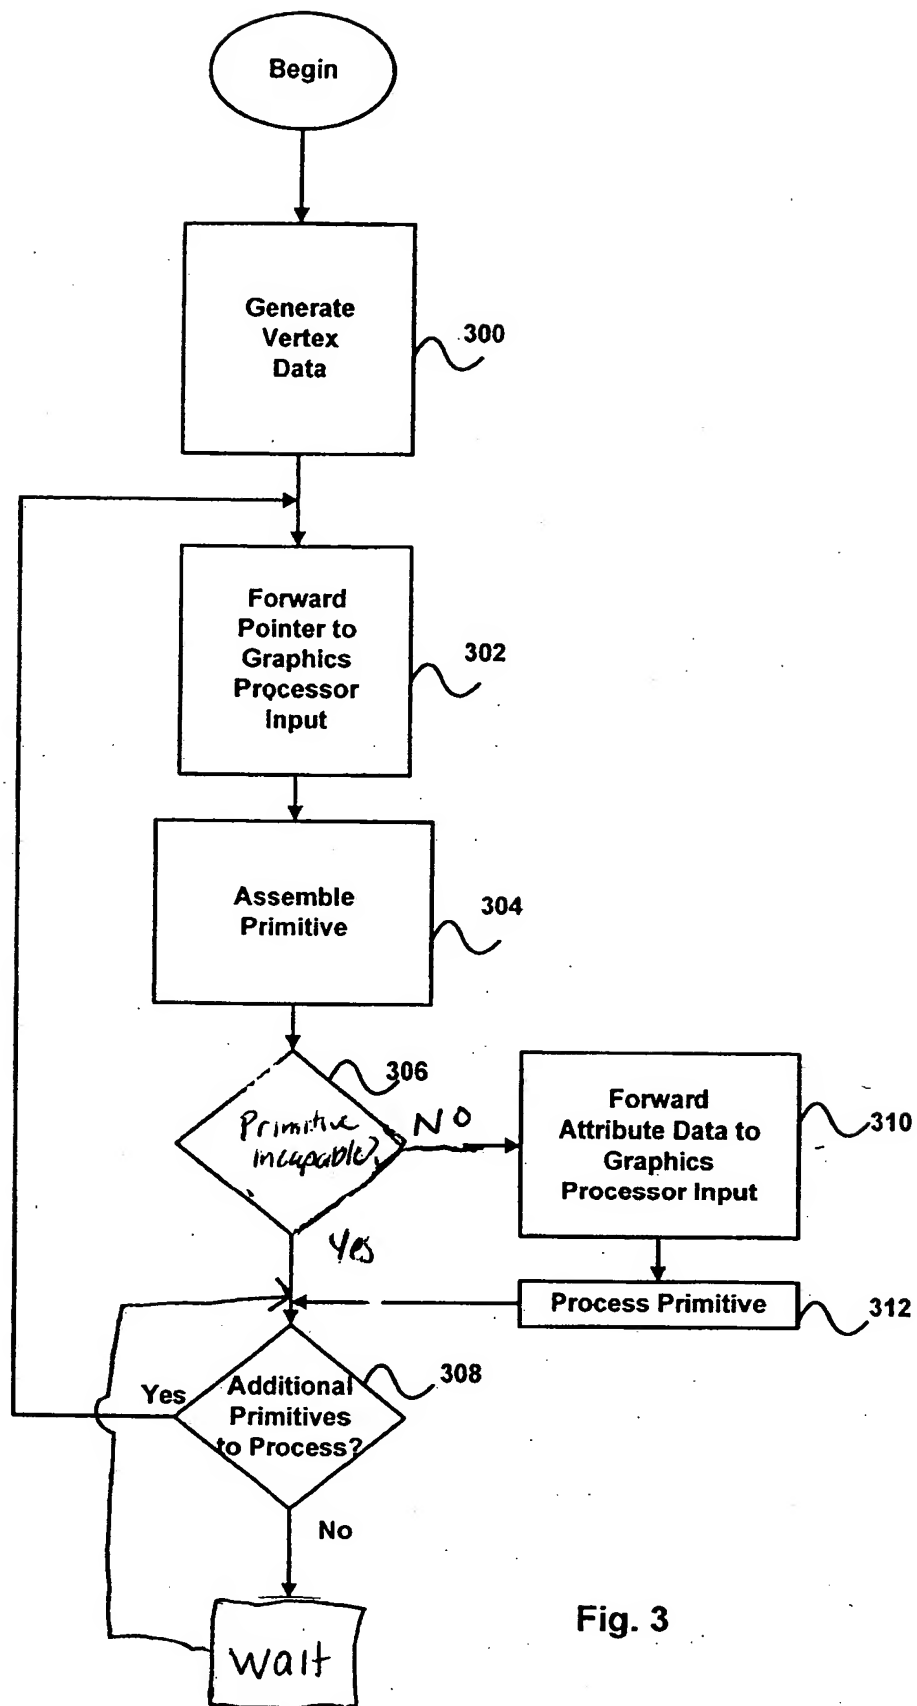 Begin
Generate
Vertex
Data
300
Forward
Pointer to
Graphics
Processor
Input
302
Assemble
Primitive
304
306
Primitive
incapable?
NO
Forward
Attribute Data to
Graphics
Processor Input
310
Yes
Process Primitive
312
308
Yes
Additional
Primitives
to Process?
No
Wait
Fig. 3